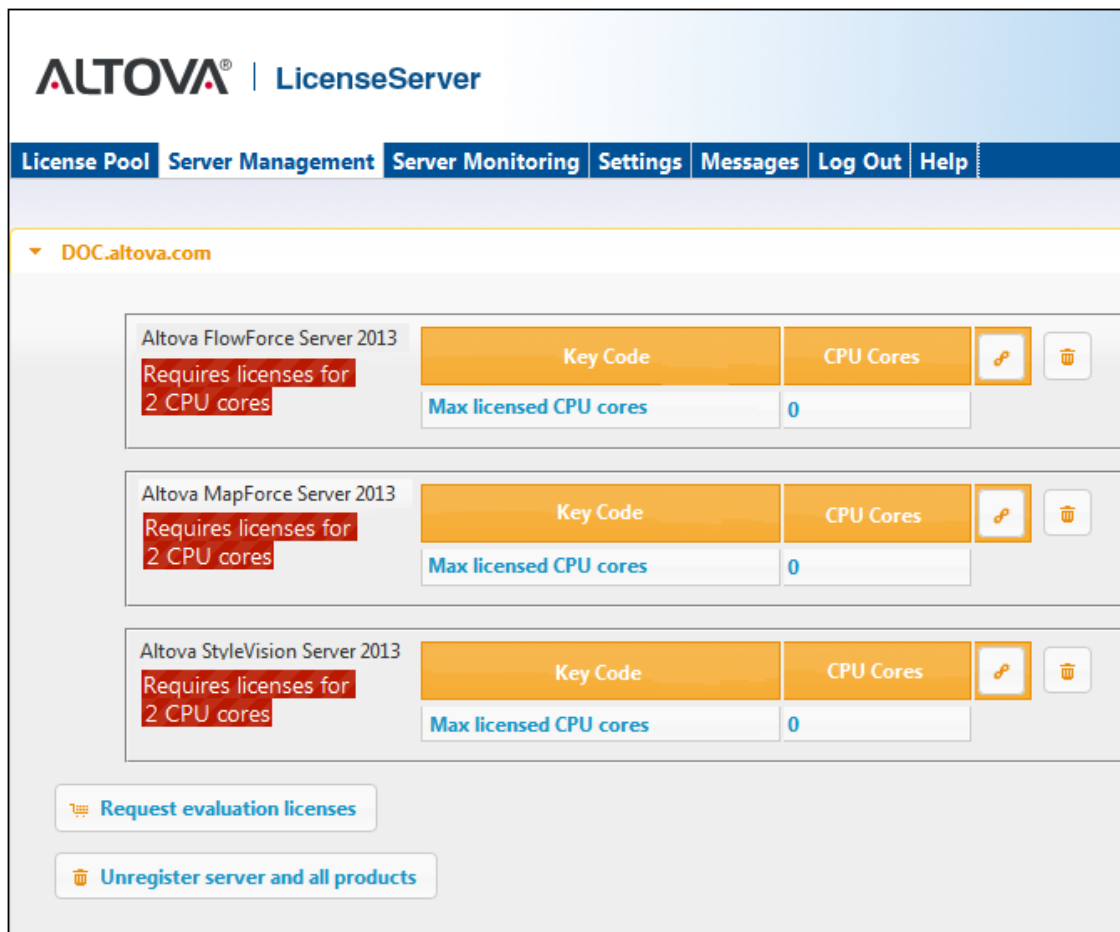 ALTOVA® | LicenseServer
License Pool Server Management Server Monitoring Settings Messages Log Out Help
DOC.altova.com
Altova FlowForce Server 2013
Requires licenses for
2 CPU cores
Key Code CPU Cores
Max licensed CPU cores 0
Altova MapForce Server 2013
Requires licenses for
2 CPU cores
Key Code CPU Cores
Max licensed CPU cores 0
Altova StyleVision Server 2013
Requires licenses for
2 CPU cores
Key Code CPU Cores
Max licensed CPU cores 0
Request evaluation licenses
Unregister server and all products